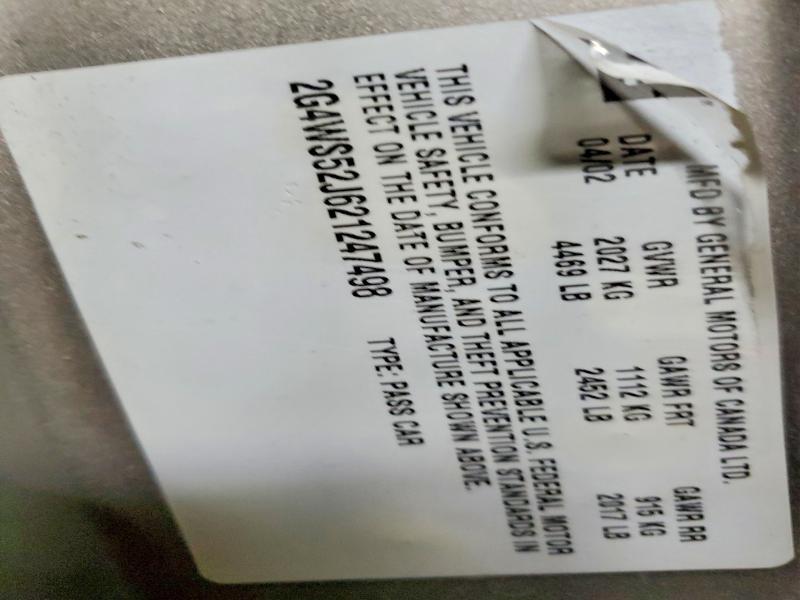 MFD BY GENERAL MOTORS OF CANADA LTD.
DATE GVWR GAWR FRT GAWR RR
04/02 2027 KG 1112 KG 915 KG
4469 LB 2452 LB 2017 LB
THIS VEHICLE CONFORMS TO ALL APPLICABLE U.S. FEDERAL MOTOR
VEHICLE SAFETY, BUMPER, AND THEFT PREVENTION STANDARDS IN
EFFECT ON THE DATE OF MANUFACTURE SHOWN ABOVE.
2G4WS52J621247498 TYPE: PASS CAR